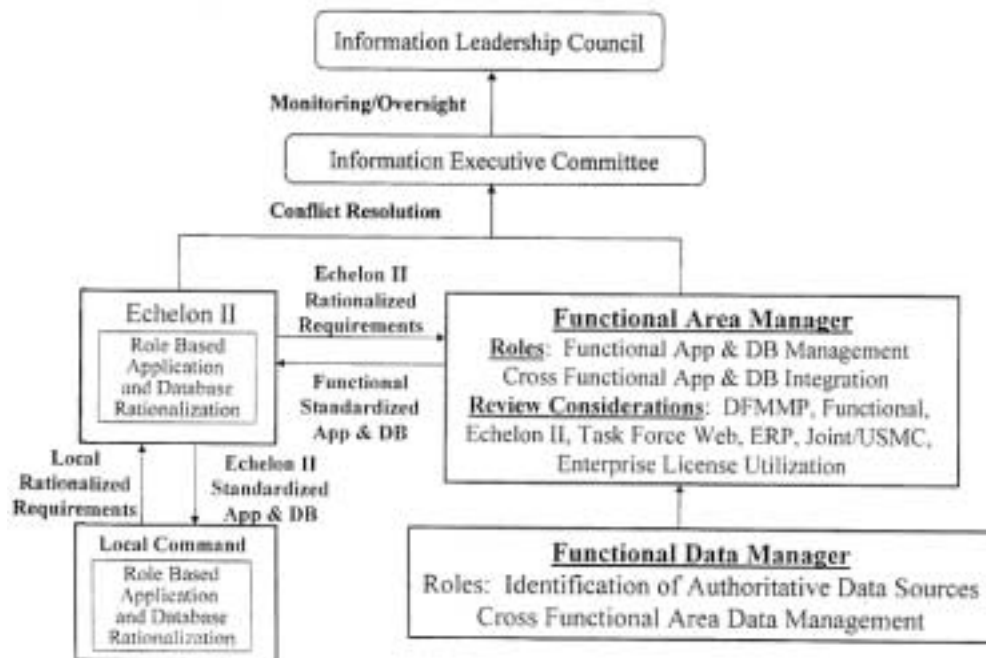 Information Leadership Council
Monitoring/Oversight
Information Executive Committee
Conflict Resolution
Echelon II
Rationalized
Requirements
Echelon II
Role Based
Application
and Database
Rationalization
Functional
Standardized
App & DB
Functional Area Manager
Roles: Functional App & DB Management
Cross Functional App & DB Integration
Review Considerations: DFMMP, Functional,
Echelon II, Task Force Web, ERP, Joint/USMC,
Enterprise License Utilization
Local
Rationalized
Requirements
Echelon II
Standardized
App & DB
Local Command
Role Based
Application
and Database
Rationalization
Functional Data Manager
Roles: Identification of Authoritative Data Sources
Cross Functional Area Data Management